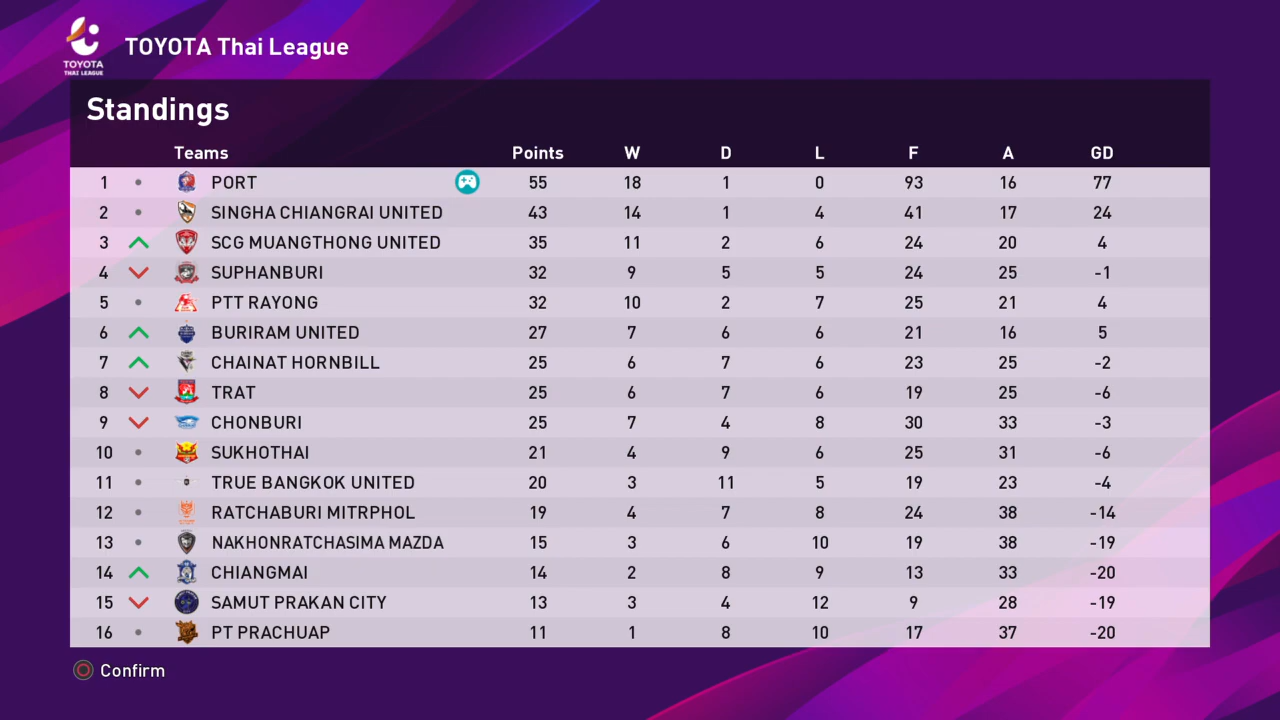 TOYOTA
THAI LEAGUE
TOYOTA Thai League
Standings
Teams Points W D L F A GD
1 PORT 55 18 1 0 93 16 77
2 SINGHA CHIANGRAI UNITED 43 14 1 4 41 17 24
3 SCG MUANGTHONG UNITED 35 11 2 6 24 20 4
4 SUPHANBURI 32 9 5 5 24 25 -1
5 PTT RAYONG 32 10 2 7 25 21 4
6 BURIRAM UNITED 27 7 6 6 21 16 5
7 CHAINAT HORNBILL 25 6 7 6 23 25 -2
8 TRAT 25 6 7 6 19 25 -6
9 CHONBURI 25 7 4 8 30 33 -3
10 SUKHOTHAI 21 4 9 6 25 31 -6
11 TRUE BANGKOK UNITED 20 3 11 5 19 23 -4
12 RATCHABURI MITRPHOL 19 4 7 8 24 38 -14
13 NAKHONRATCHASIMA MAZDA 15 3 6 10 19 38 -19
14 CHIANGMAI 14 2 8 9 13 33 -20
15 SAMUT PRAKAN CITY 13 3 4 12 9 28 -19
16 PT PRACHUAP 11 1 8 10 17 37 -20
Confirm